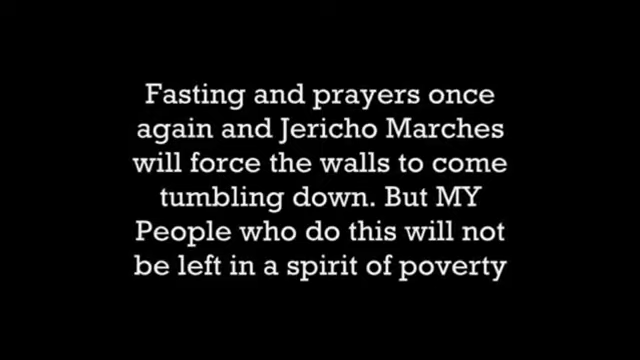 Fasting and prayers once
again and Jericho Marches
will force the walls to come
tumbling down. But MY
People who do this will not
be left in a spirit of poverty